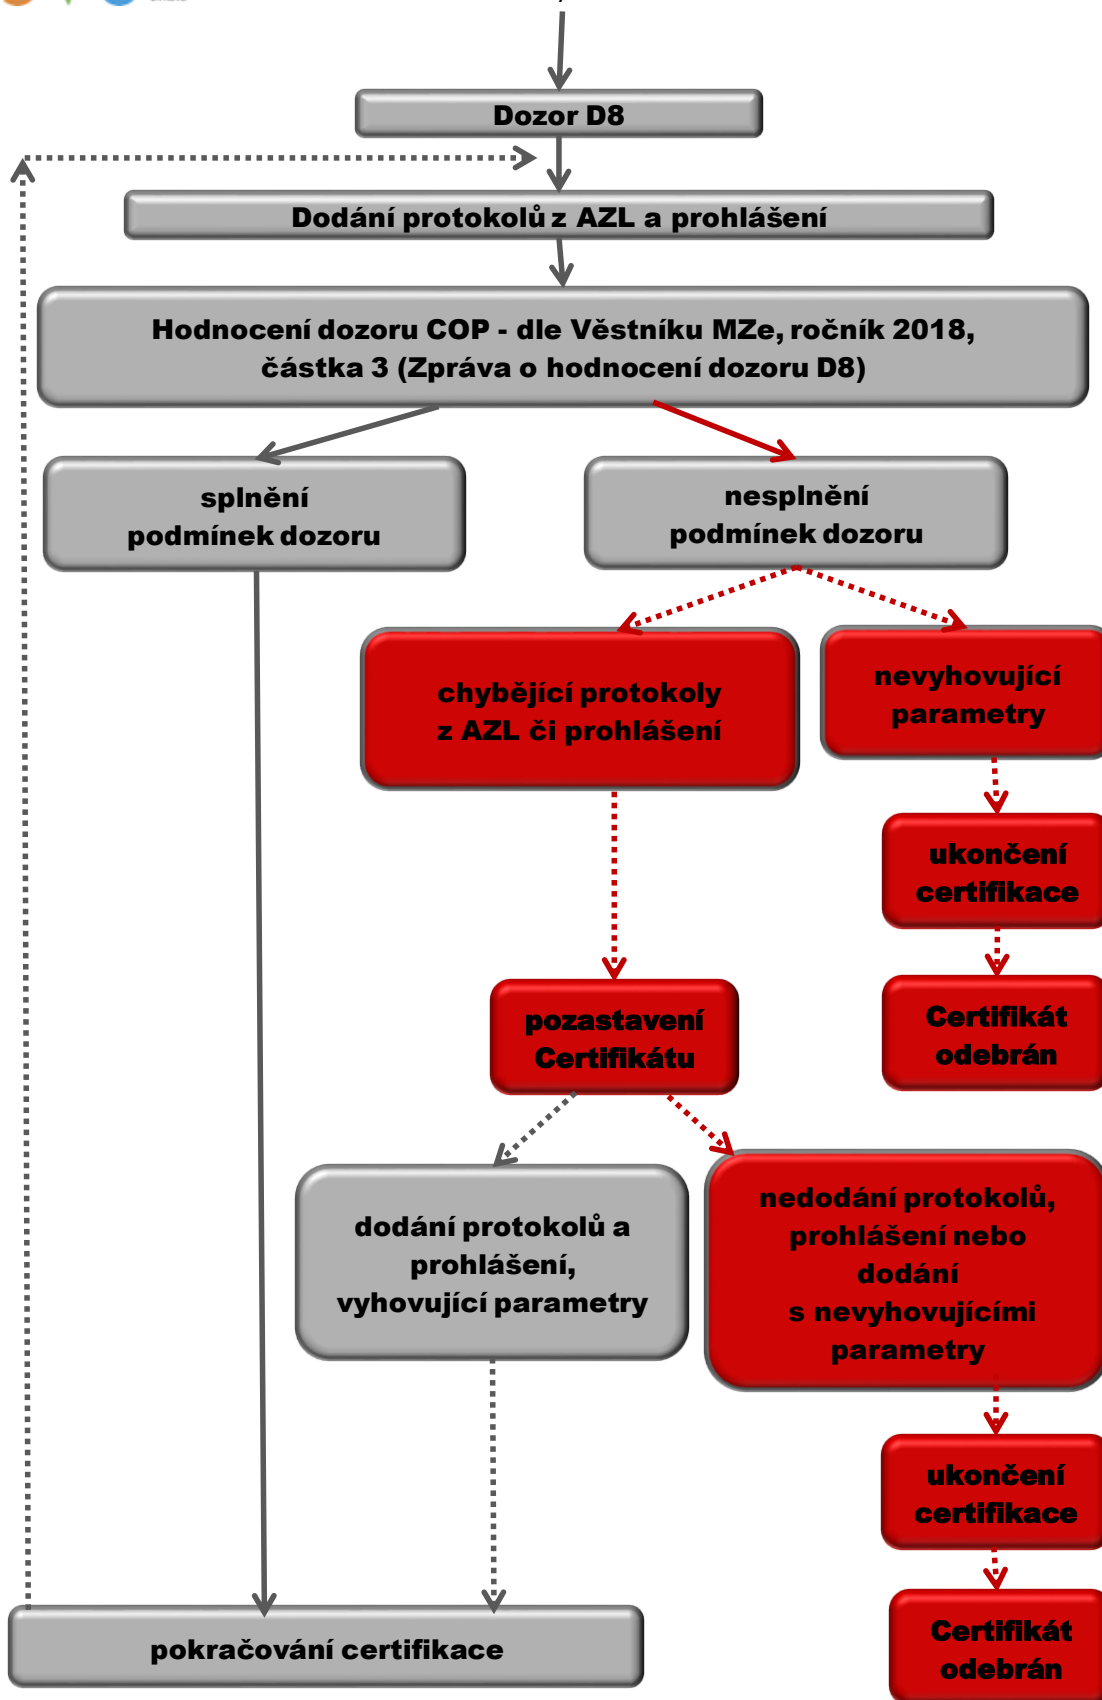 Dozor D8
Dodání protokolů z AZL a prohlášení
Hodnocení dozoru COP - dle Věstníku MZe, ročník 2018,
částka 3 (Zpráva o hodnocení dozoru D8)
splnění
podmínek dozoru
nesplnění
podmínek dozoru
chybějící protokoly
z AZL či prohlášení
nevyhovující
parametry
ukončení
certifikace
Certifikát
odebrán
pozastavení
Certifikátu
dodání protokolů a
prohlášení,
vyhovující parametry
nedodání protokolů,
prohlášení nebo
dodání
s nevyhovujícími
parametry
ukončení
certifikace
Certifikát
odebrán
pokračování certifikace